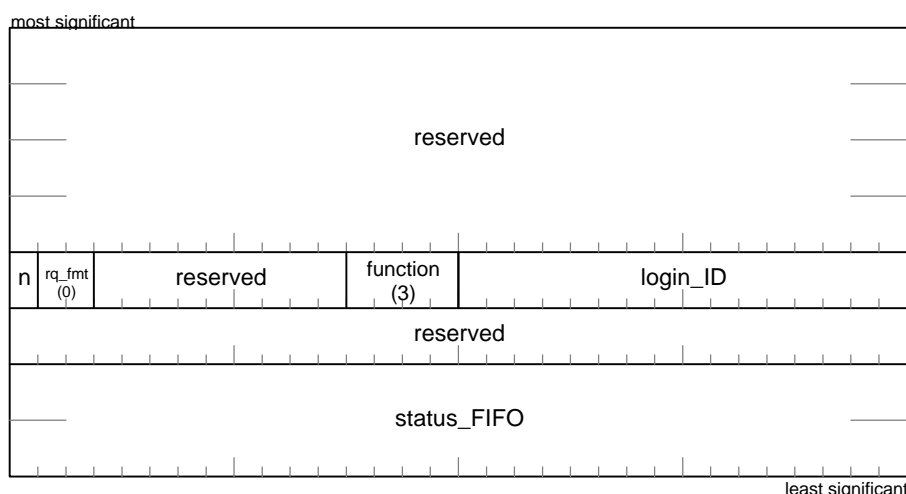 most significant
reserved
n
rq_fmt
(0)
reserved
function
(3)
login_ID
reserved
status_FIFO
least significant